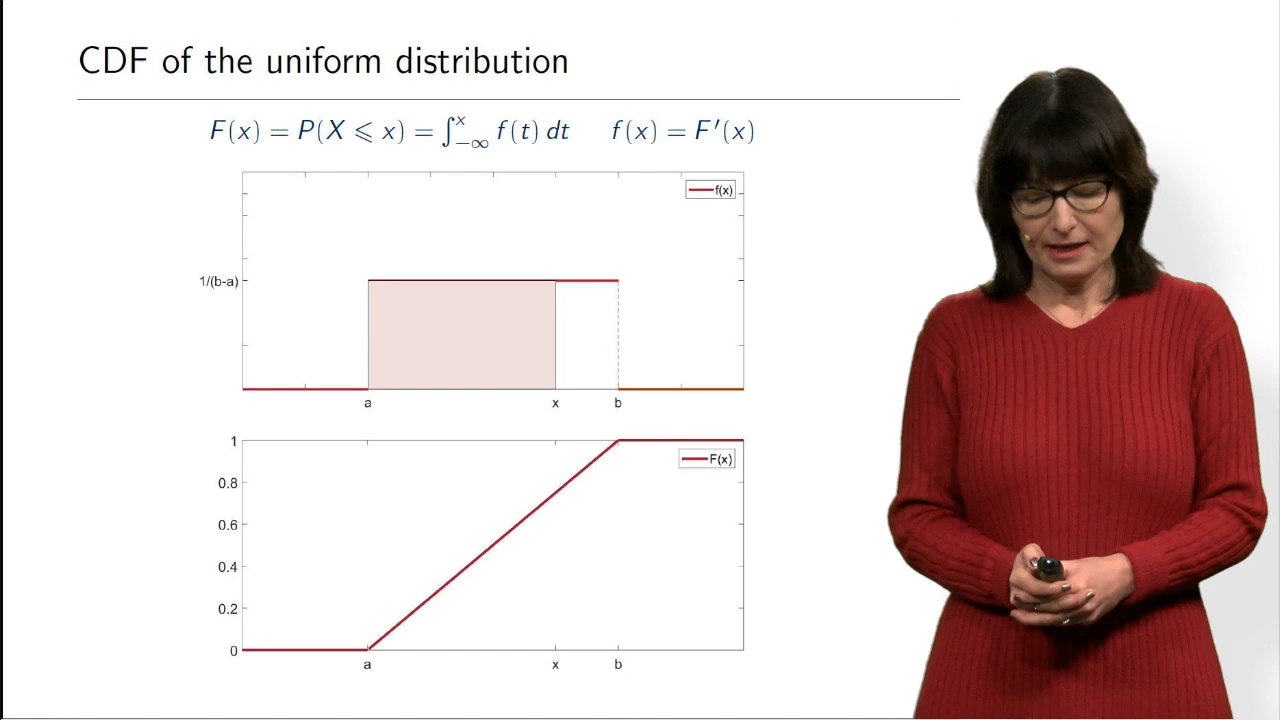 CDF of the uniform distribution
F(x) = P(X ⩽ x) = ∫_{-∞}^{x} f(t) dt f(x) = F′(x)
f(x)
1/(b-a)
a x b
1
F(x)
0.8
0.6
0.4
0.2
0
a x b